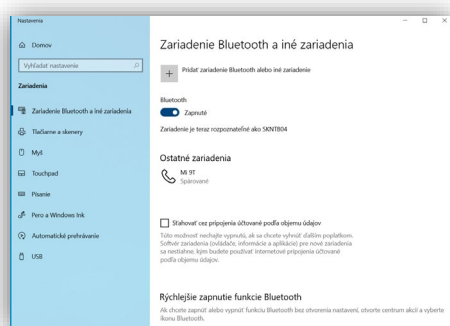 Nastavenia
Domov
Vyhľadať nastavenie
Zariadenia
Zariadenie Bluetooth a iné zariadenia
Tlačiarne a skenery
Myš
Touchpad
Písanie
Pero a Windows Ink
Automatické prehrávanie
USB
Zariadenie Bluetooth a iné zariadenia
Pridať zariadenie Bluetooth alebo iné zariadenie
Bluetooth
Zapnuté
Zariadenie je teraz rozpoznateľné ako SKNTB04
Ostatné zariadenia
Mi 9T
Spárované
Sťahovať cez pripojenia účtované podľa objemu údajov
Túto možnosť nechajte vypnutú, ak sa chcete vyhnúť ďalším poplatkom.
Softvér zariadenia (ovládače, informácie a aplikácie) pre nové zariadenia
sa nestiahne, kým budete používať internetové pripojenia účtované
podľa objemu údajov.
Rýchlejšie zapnutie funkcie Bluetooth
Ak chcete zapnúť alebo vypnúť funkciu Bluetooth bez otvorenia nastavení, otvorte centrum akcií a vyberte
ikonu Bluetooth.